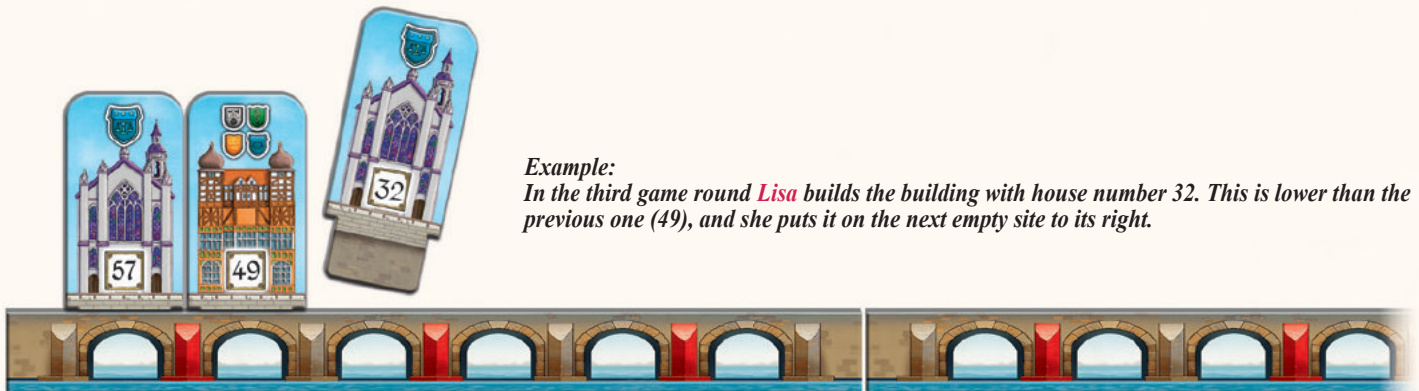 32
57
49
Example:
In the third game round Lisa builds the building with house number 32. This is lower than the
previous one (49), and she puts it on the next empty site to its right.